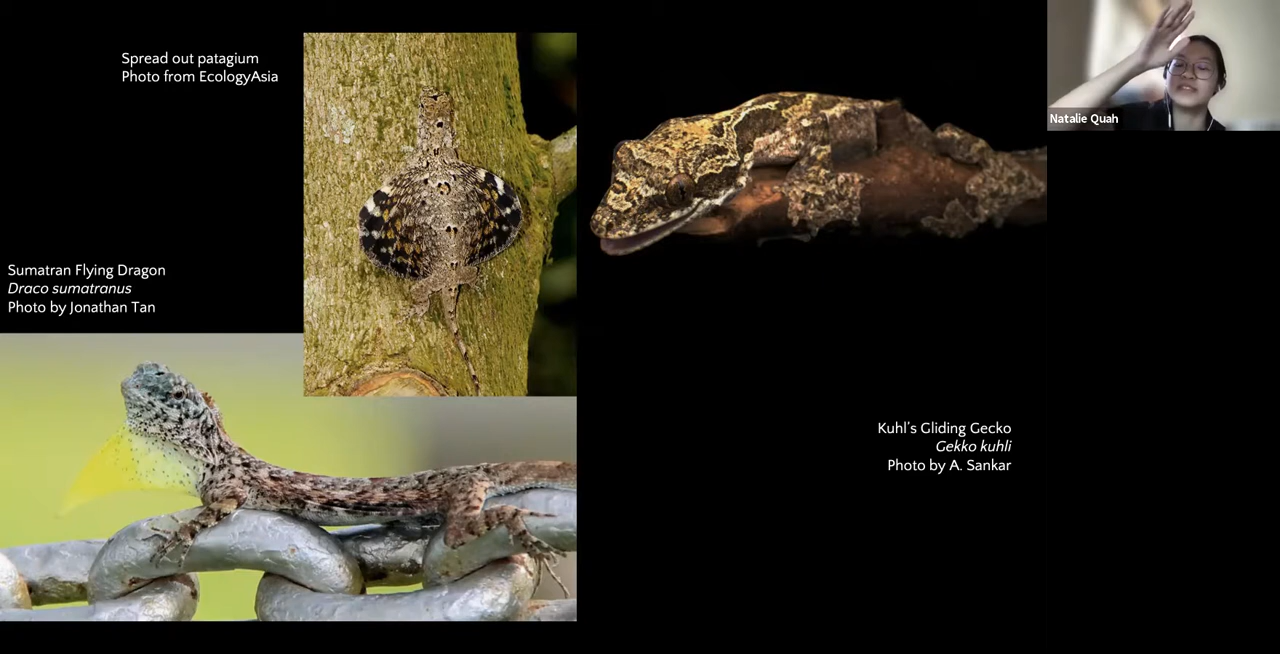 Spread out patagium
Photo from EcologyAsia
Natalie Quah
Sumatran Flying Dragon
Draco sumatranus
Photo by Jonathan Tan
Kuhl's Gliding Gecko
Gekko kuhli
Photo by A. Sankar